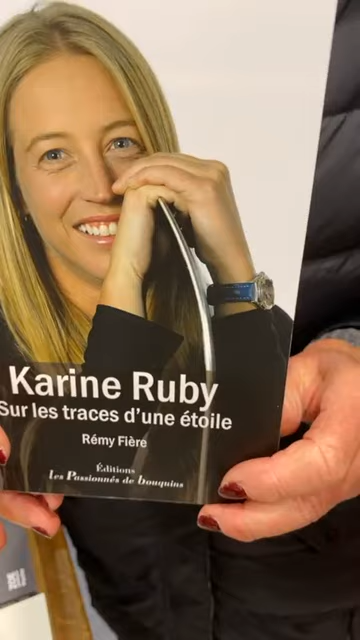 Karine Ruby
Sur les traces d'une étoile
Rémy Fière
Éditions
les Passionnés de bouquins